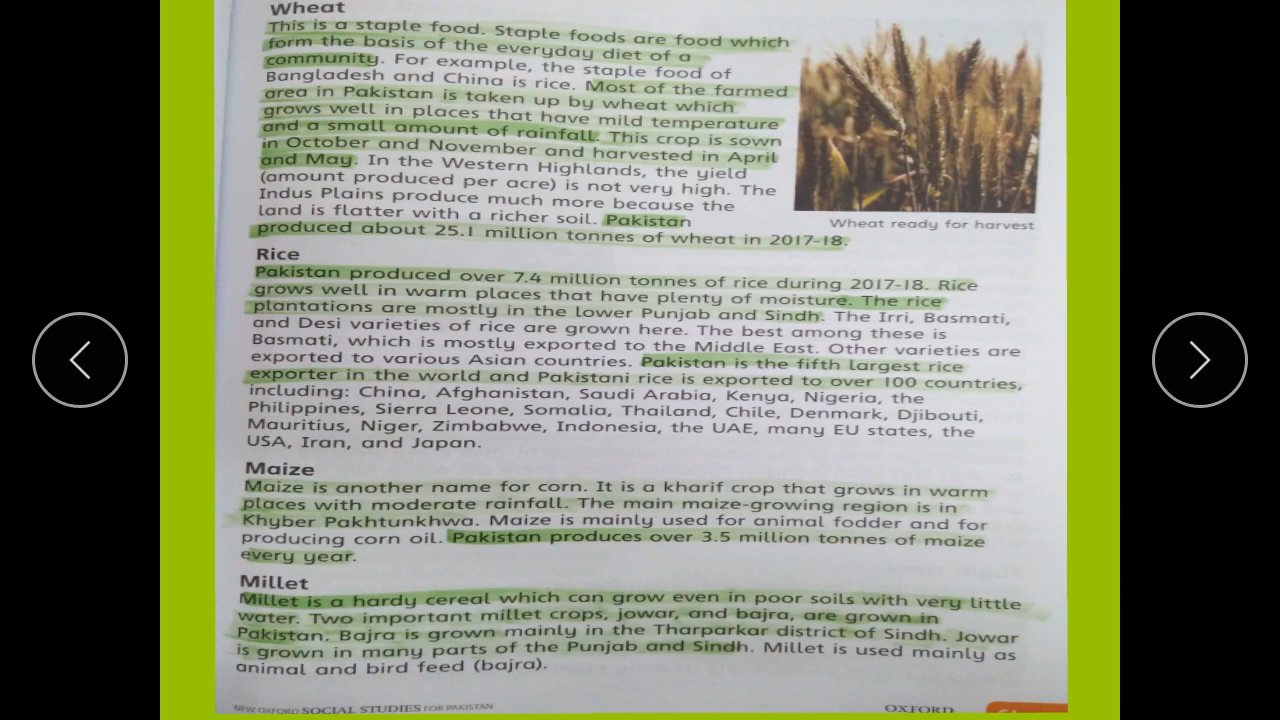 Wheat
This is a staple food. Staple foods are food which
form the basis of the everyday diet of a
community. For example, the staple food of
Bangladesh and China is rice. Most of the farmed
area in Pakistan is taken up by wheat which
grows well in places that have mild temperature
and a small amount of rainfall. This crop is sown
in October and November and harvested in April
and May. In the Western Highlands, the yield
(amount produced per acre) is not very high. The
Indus Plains produce much more because the
land is flatter with a richer soil. Pakistan
produced about 25.1 million tonnes of wheat in 2017-18.
Wheat ready for harvest
Rice
Pakistan produced over 7.4 million tonnes of rice during 2017-18. Rice
grows well in warm places that have plenty of moisture. The rice
plantations are mostly in the lower Punjab and Sindh. The Irri, Basmati,
and Desi varieties of rice are grown here. The best among these is
Basmati, which is mostly exported to the Middle East. Other varieties are
exported to various Asian countries. Pakistan is the fifth largest rice
exporter in the world and Pakistani rice is exported to over 100 countries,
including: China, Afghanistan, Saudi Arabia, Kenya, Nigeria, the
Philippines, Sierra Leone, Somalia, Thailand, Chile, Denmark, Djibouti,
Mauritius, Niger, Zimbabwe, Indonesia, the UAE, many EU states, the
USA, Iran, and Japan.
Maize
Maize is another name for corn. It is a kharif crop that grows in warm
places with moderate rainfall. The main maize-growing region is in
Khyber Pakhtunkhwa. Maize is mainly used for animal fodder and for
producing corn oil. Pakistan produces over 3.5 million tonnes of maize
every year.
Millet
Millet is a hardy cereal which can grow even in poor soils with very little
water. Two important millet crops, jowar, and bajra, are grown in
Pakistan. Bajra is grown mainly in the Tharparkar district of Sindh. Jowar
is grown in many parts of the Punjab and Sindh. Millet is used mainly as
animal and bird feed (bajra).
NEW OXFORD SOCIAL STUDIES FOR PAKISTAN
OXFORD